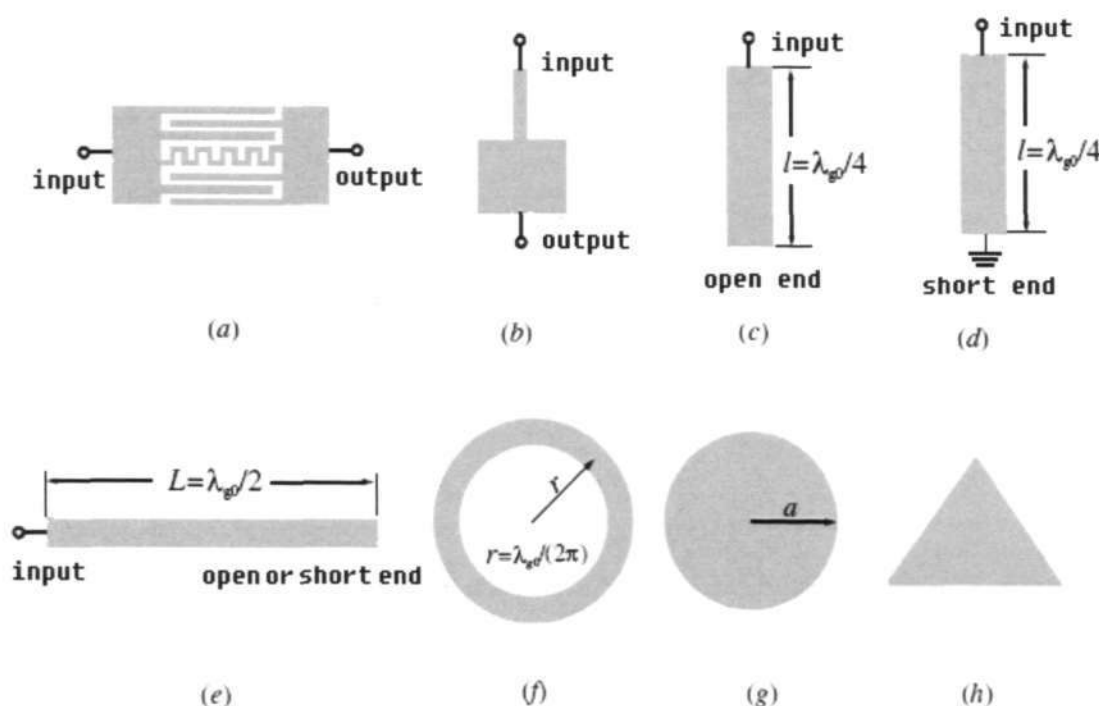 input
output
(a)
input
output
(b)
input
l=λg0/4
open end
(c)
input
l=λg0/4
short end
(d)
L=λg0/2
input
open or short end
(e)
r
r=λg0/(2π)
(f)
a
(g)
(h)